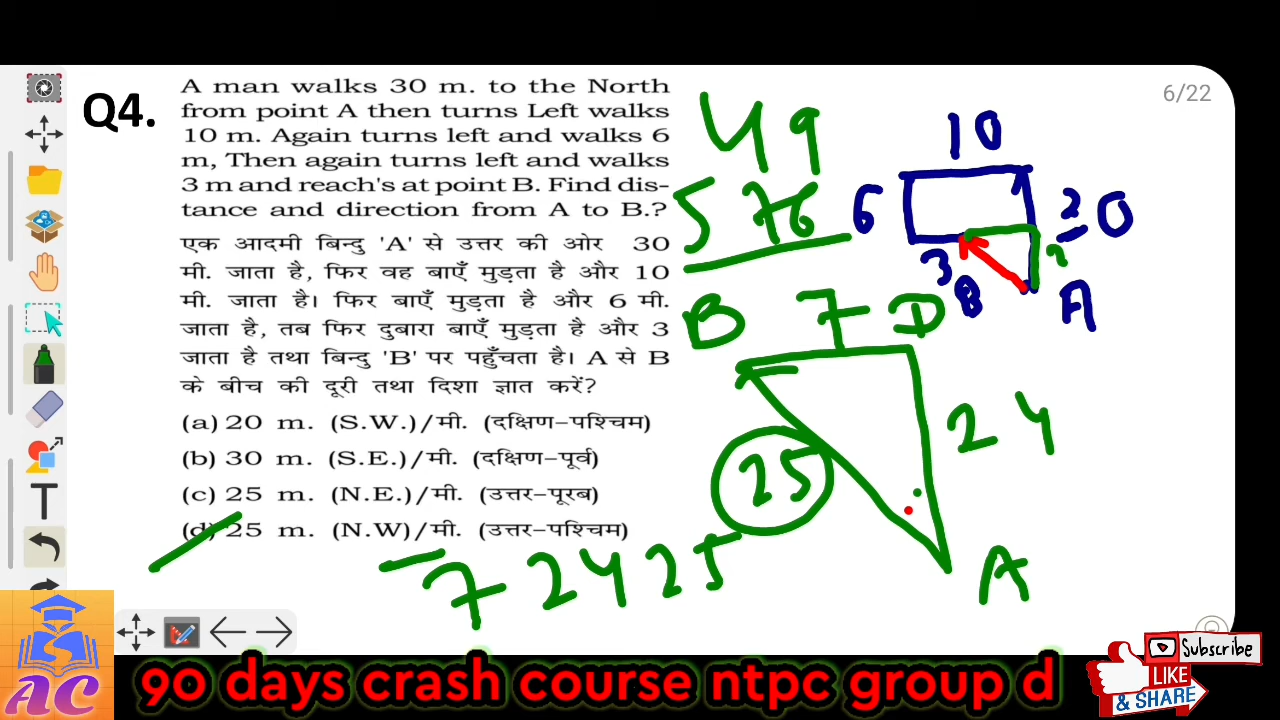 6/22
Q4.
A man walks 30 m. to the North
from point A then turns Left walks
10 m. Again turns left and walks 6
m, Then again turns left and walks
3 m and reach's at point B. Find dis-
tance and direction from A to B.?
एक आदमी बिन्दु 'A' से उत्तर की ओर 30
मी. जाता है, फिर वह बाएँ मुड़ता है और 10
मी. जाता है। फिर बाएँ मुड़ता है और 6 मी.
जाता है, तब फिर दुबारा बाएँ मुड़ता है और 3
जाता है तथा बिन्दु 'B' पर पहुँचता है। A से B
के बीच की दूरी तथा दिशा ज्ञात करें?
(a) 20 m. (S.W.)/मी. (दक्षिण-पश्चिम)
(b) 30 m. (S.E.)/मी. (दक्षिण-पूर्व)
(c) 25 m. (N.E.)/मी. (उत्तर-पूरब)
(d) 25 m. (N.W)/मी. (उत्तर-पश्चिम)
49
576
10
6
3
B
A
B 7 D
24
25
A
7 24 25
T
AC
90 days crash course ntpc group d
Subscribe
LIKE
& SHARE